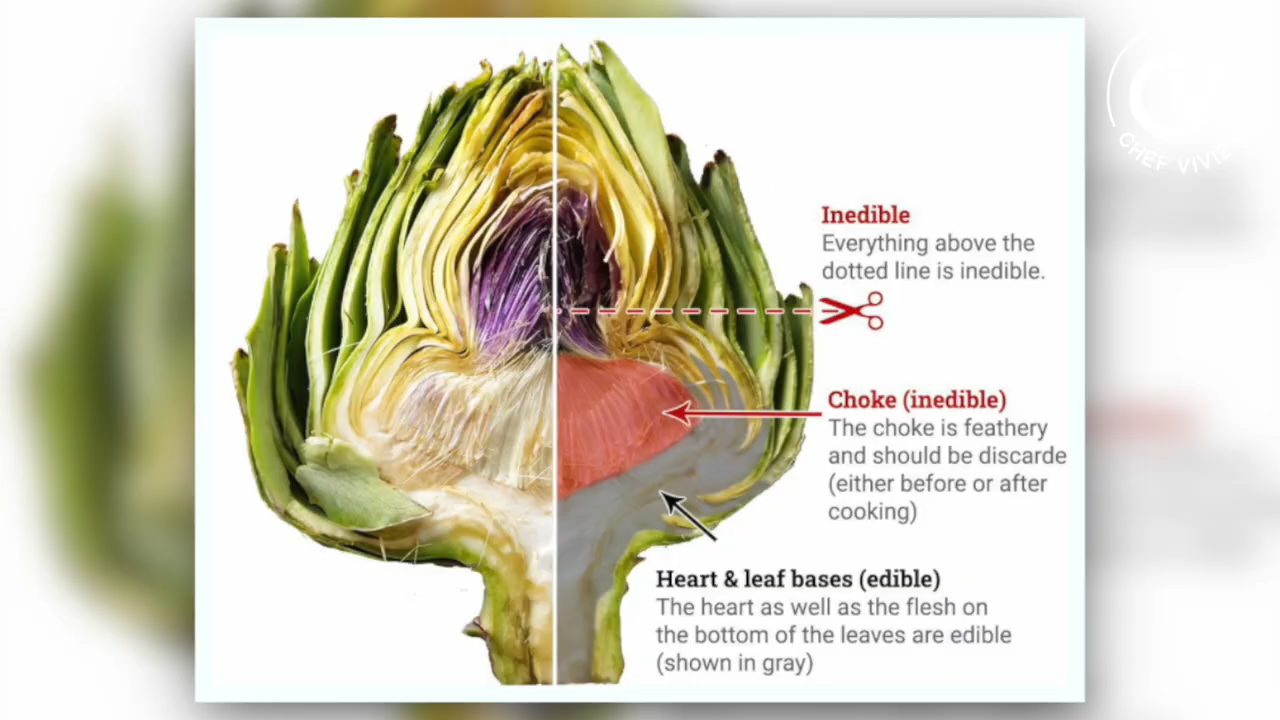 CHEF VIVIE
Inedible
Everything above the
dotted line is inedible.
Choke (inedible)
The choke is feathery
and should be discarde
(either before or after
cooking)
Heart & leaf bases (edible)
The heart as well as the flesh on
the bottom of the leaves are edible
(shown in gray)